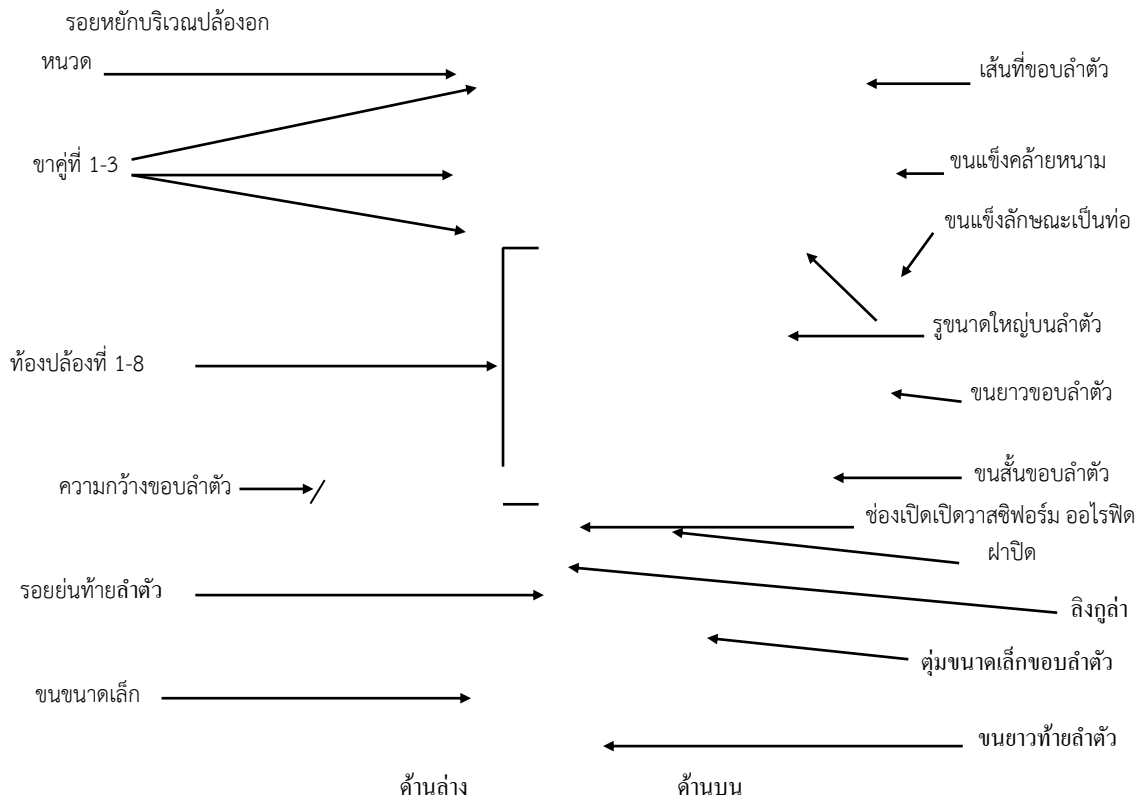 รอยหยักบริเวณปล้องอก
หนวด
เส้นที่ขอบลำตัว
ขาคู่ที่ 1-3
ขนแข็งคล้ายหนาม
ขนแข็งลักษณะเป็นท่อ
รูขนาดใหญ่บนลำตัว
ท้องปล้องที่ 1-8
ขนยาวขอบลำตัว
ขนสั้นขอบลำตัว
ความกว้างขอบลำตัว
ช่องเปิดเปิดวาสซิฟอร์ม ออไรฟิด
ฝาปิด
รอยย่นท้ายลำตัว
ลิงกูล่า
ตุ่มขนาดเล็กขอบลำตัว
ขนขนาดเล็ก
ขนยาวท้ายลำตัว
ด้านล่าง ด้านบน